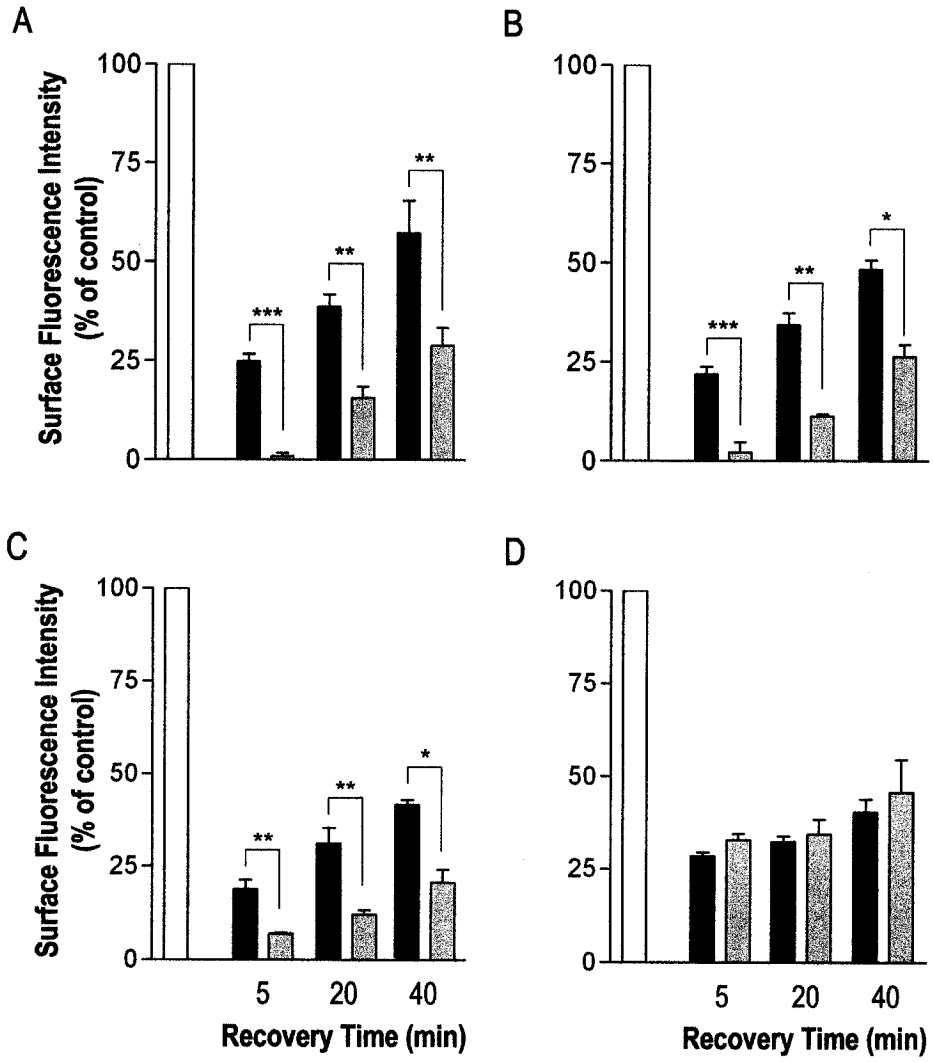 A
Surface Fluorescence Intensity
(% of control)
100
75
50
25
0
***
**
**
B
100
75
50
25
0
***
**
*
C
Surface Fluorescence Intensity
(% of control)
100
75
50
25
0
**
**
*
5 20 40
Recovery Time (min)
D
100
75
50
25
0
5 20 40
Recovery Time (min)